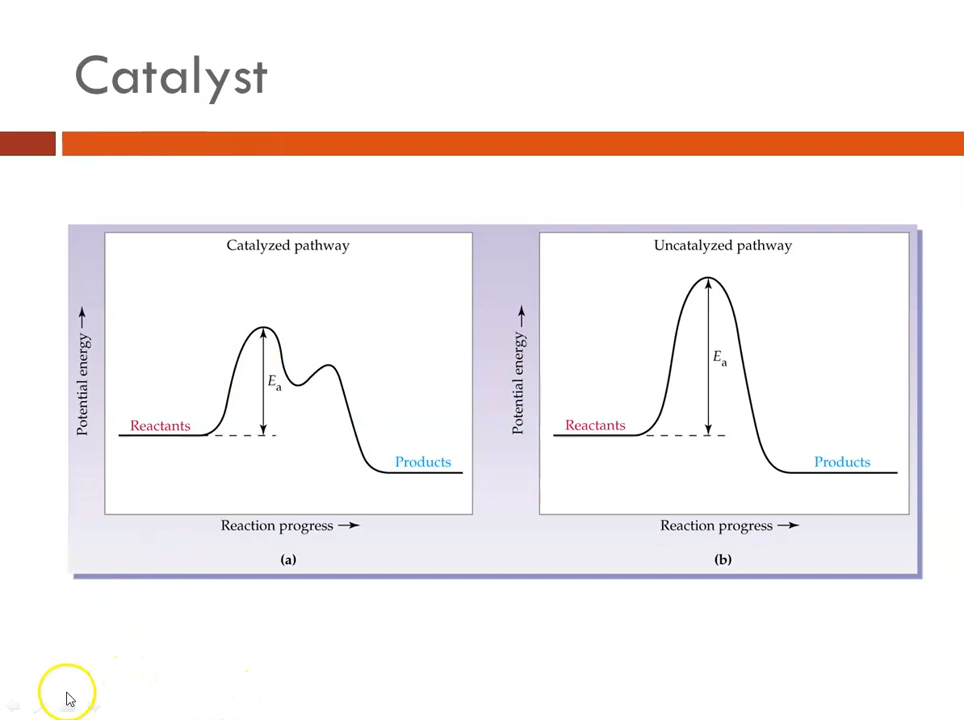 Catalyst
Catalyzed pathway
Potential energy
Ea
Reactants
Products
Reaction progress
(a)
Uncatalyzed pathway
Potential energy
Ea
Reactants
Products
Reaction progress
(b)